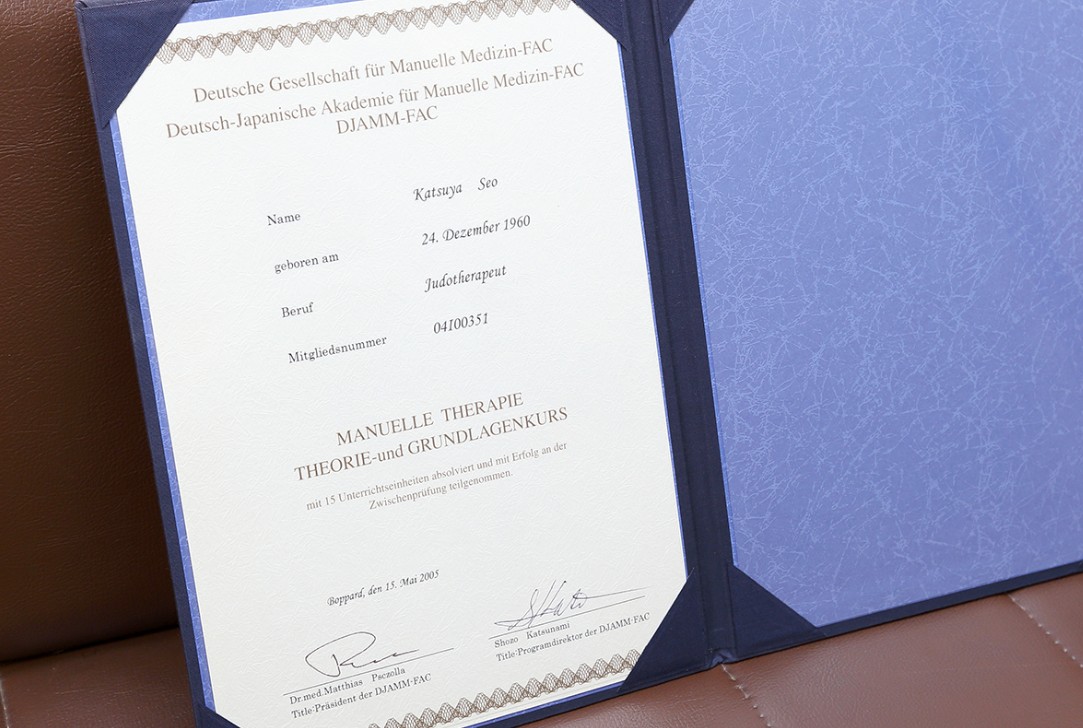 Deutsche Gesellschaft für Manuelle Medizin-FAC
Deutsch-Japanische Akademie für Manuelle Medizin-FAC
DJAMM-FAC
Name Katsuya Seo
geboren am 24. Dezember 1960
Beruf Judotherapeut
Mitgliedsnummer 04100351
MANUELLE THERAPIE
THEORIE-und GRUNDLAGENKURS
mit 15 Unterrichtseinheiten absolviert und mit Erfolg an der
Zwischenprüfung teilgenommen.
Boppard, den 15. Mai 2005
Dr.med.Matthias Psczolla
Title:Präsident der DJAMM-FAC
Shozo Katsunami
Title:Programdirektor der DJAMM-FAC